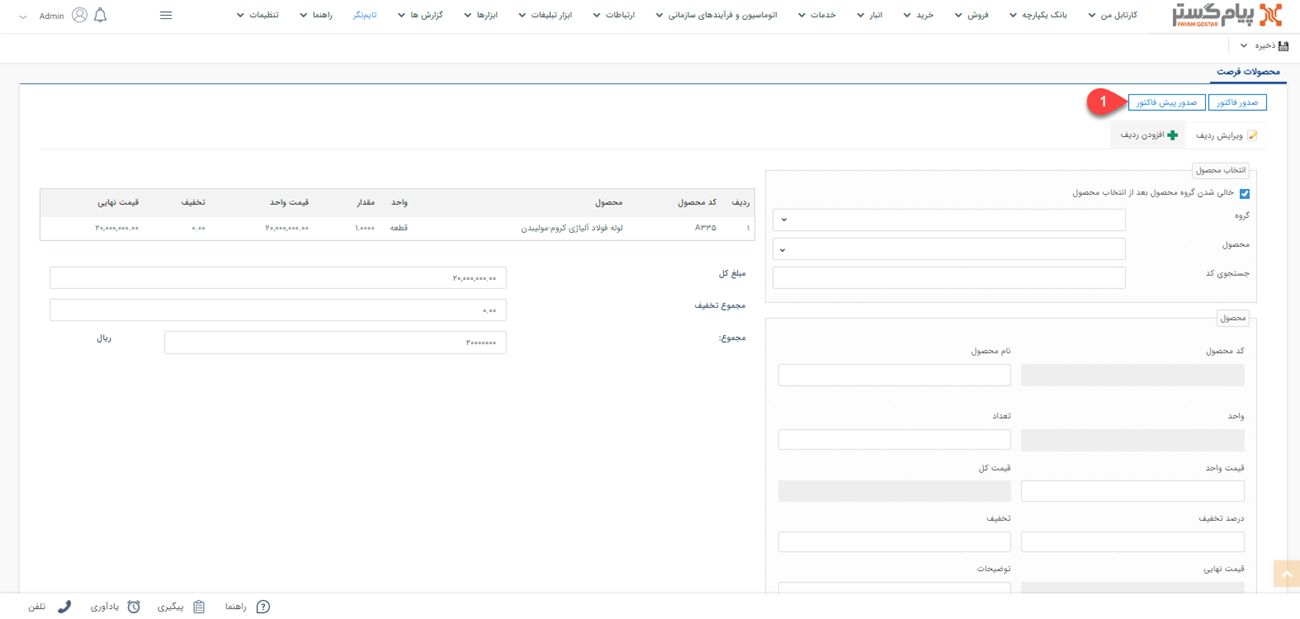 پیام‌گستر
PAYAM GOSTAR
کارتابل من
بانک یکپارچه
فروش
خرید
انبار
خدمات
اتوماسیون و فرآیندهای سازمانی
ارتباطات
ابزار تبلیغات
ابزارها
گزارش ها
تایم‌نگر
راهنما
تنظیمات
Admin
ذخیره
محصولات فرصت
صدور فاکتور
صدور پیش فاکتور
1
ویرایش ردیف
افزودن ردیف
انتخاب محصول
خالی شدن گروه محصول بعد از انتخاب محصول
گروه
محصول
جستجوی کد
محصول
کد محصول
نام محصول
واحد
تعداد
قیمت واحد
قیمت کل
درصد تخفیف
تخفیف
قیمت نهایی
توضیحات
ردیف کد محصول محصول واحد مقدار قیمت واحد تخفیف قیمت نهایی
۱ A۳۳۵ لوله فولاد آلیاژی کروم-مولیبدن قطعه ۱.۰۰۰۰ ۲۰,۰۰۰,۰۰۰.۰۰ ۰.۰۰ ۲۰,۰۰۰,۰۰۰.۰۰
مبلغ کل ۲۰,۰۰۰,۰۰۰.۰۰
مجموع تخفیف ۰.۰۰
مجموع: ۲۰۰۰۰۰۰۰ ریال
راهنما
پیگیری
یادآوری
تلفن